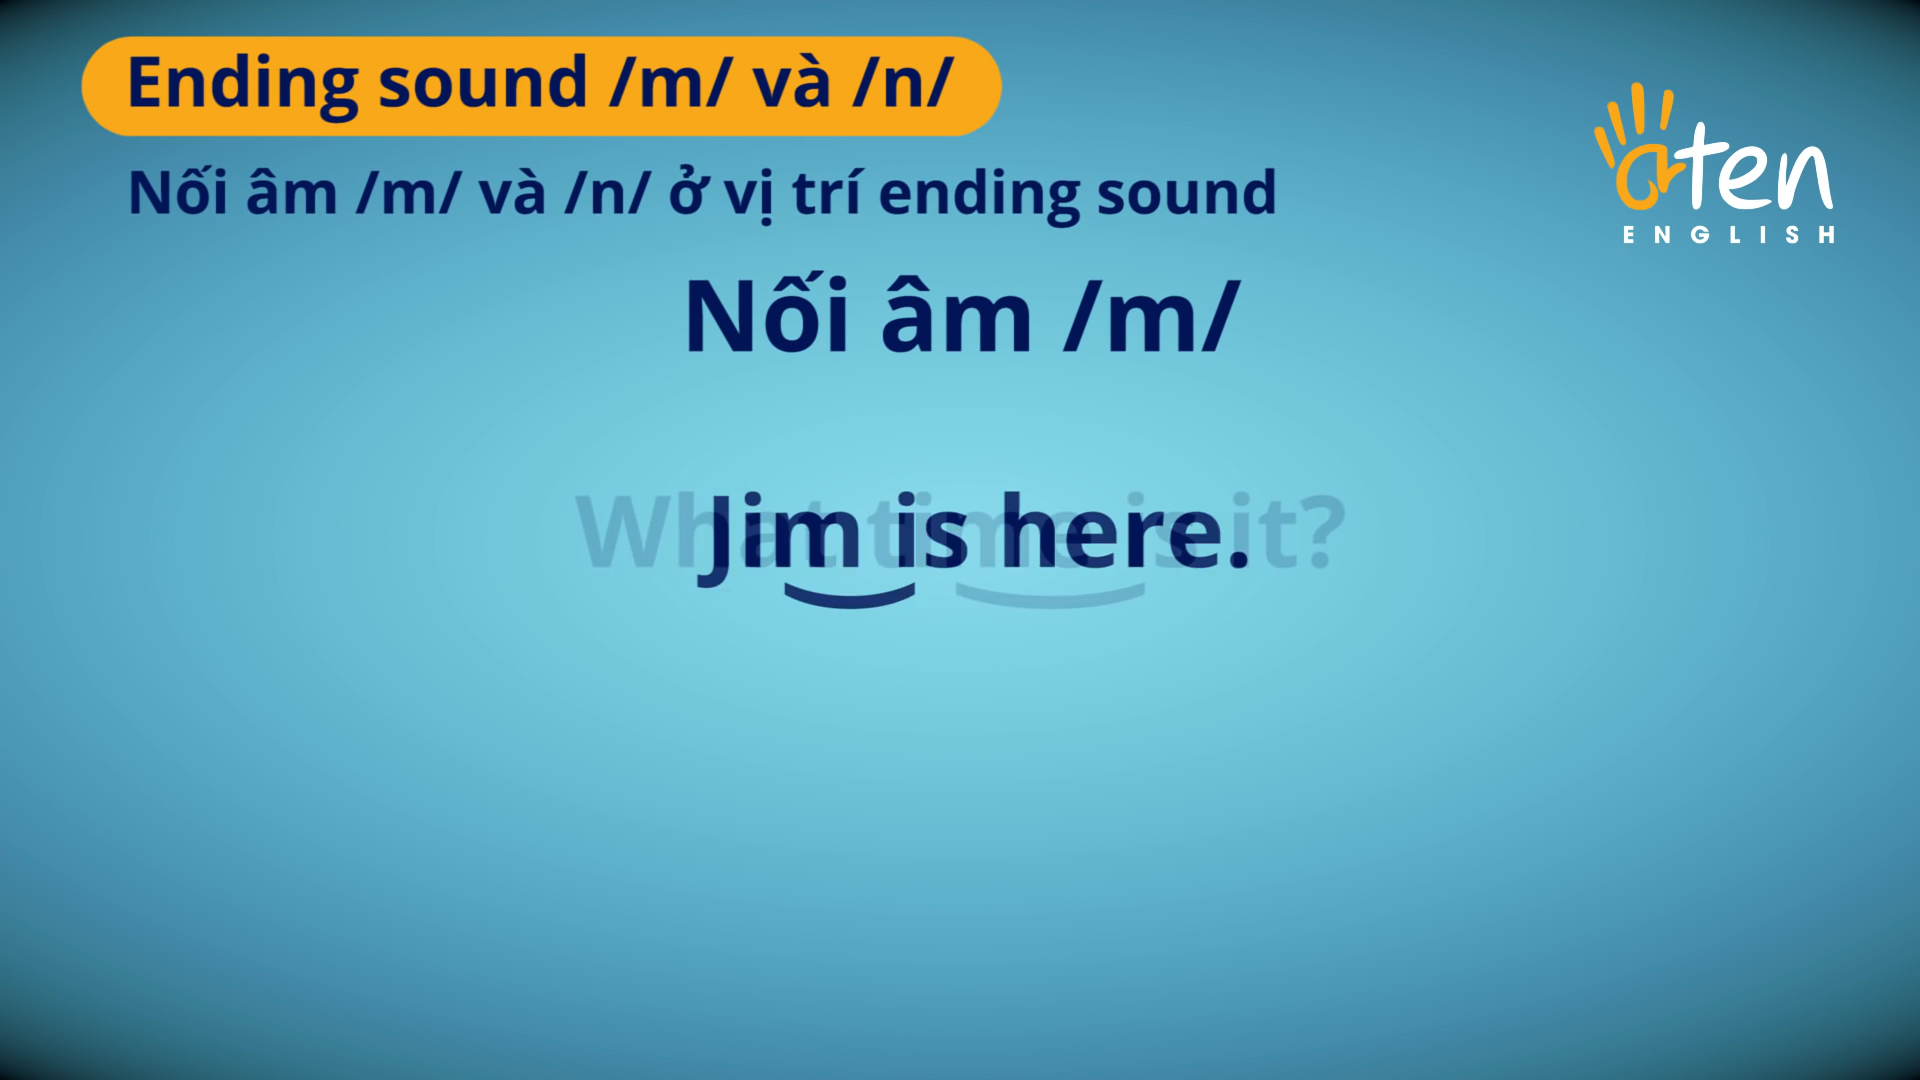 Ending sound /m/ và /n/
Nối âm /m/ và /n/ ở vị trí ending sound
aten
ENGLISH
Nối âm /m/
Jim is here.
What time is it?